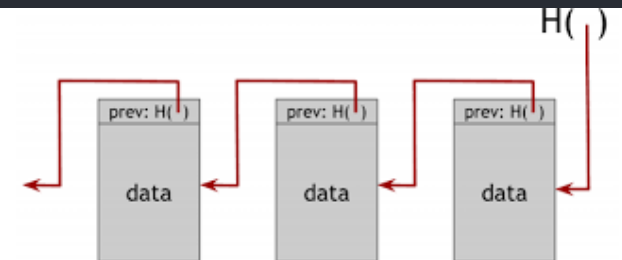 H( )
prev: H( ) prev: H( ) prev: H( )
data data data